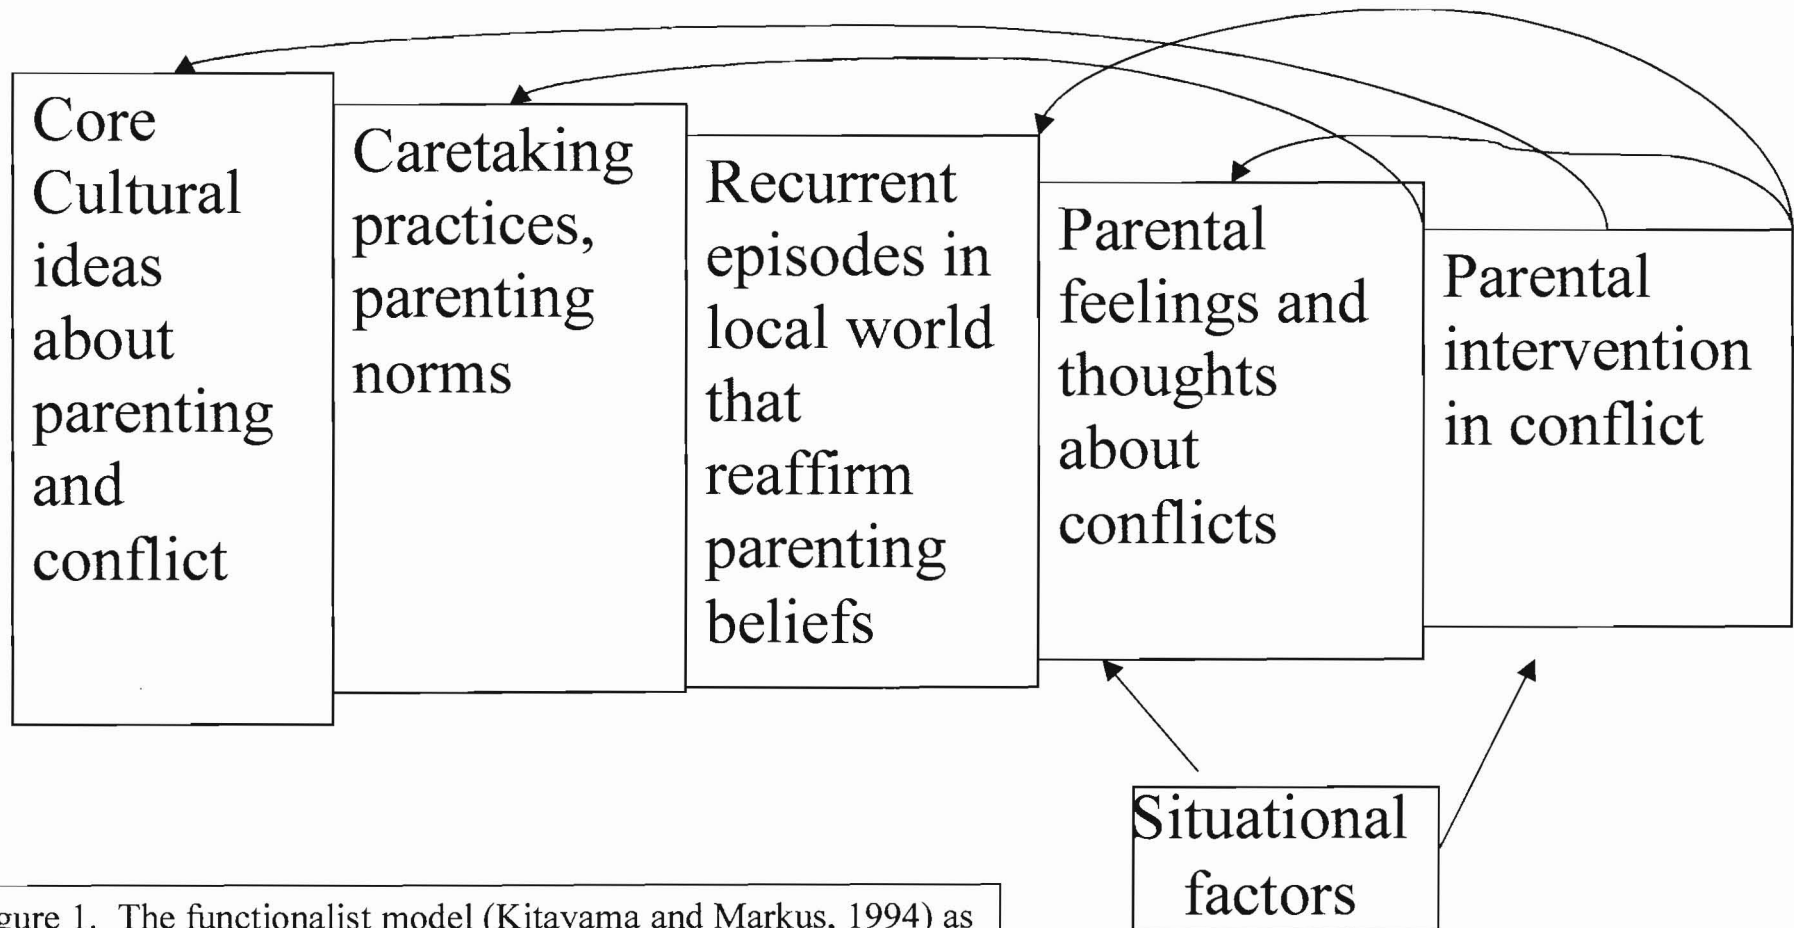 Core
Cultural
ideas
about
parenting
and
conflict
Caretaking
practices,
parenting
norms
Recurrent
episodes in
local world
that
reaffirm
parenting
beliefs
Parental
feelings and
thoughts
about
conflicts
Parental
intervention
in conflict
Situational
factors
gure 1. The functionalist model (Kitayama and Markus, 1994) as